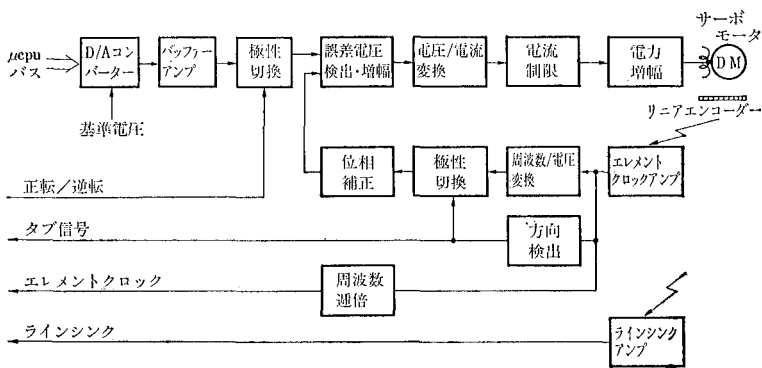 μcpu
バス
D/Aコン
バーター
バッファー
アンプ
極性
切換
誤差電圧
検出・増幅
電圧/電流
変換
電流
制限
電力
増幅
サーボ
モータ
DM
リニアエンコーダー
基準電圧
位相
補正
極性
切換
周波数/電圧
変換
エレメント
クロックアンプ
正転/逆転
タブ信号
方向
検出
エレメントクロック
周波数
逓倍
ラインシンク
ラインシンク
アンプ